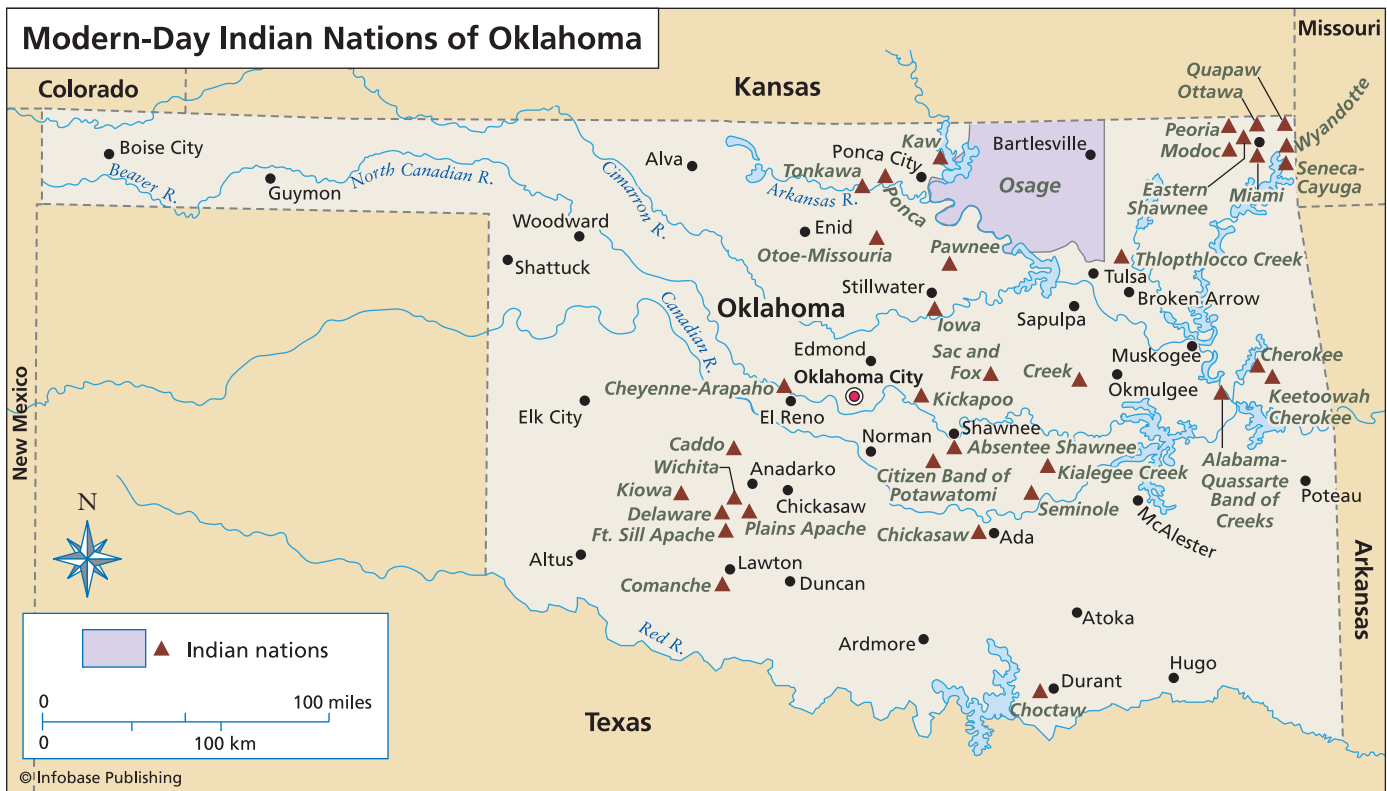 Modern-Day Indian Nations of Oklahoma
Missouri
Colorado
Kansas
Quapaw
Ottawa
Wyandotte
Peoria
Modoc
Seneca-
Cayuga
Eastern
Shawnee
Miami
Boise City
Beaver R.
Guymon
North Canadian R.
Alva
Cimarron R.
Kaw
Ponca City
Tonkawa
Arkansas R.
Ponca
Bartlesville
Osage
Woodward
Shattuck
Enid
Otoe-Missouria
Pawnee
Thlopthlocco Creek
Tulsa
Broken Arrow
Stillwater
Oklahoma
Iowa
Sapulpa
Canadian R.
Edmond
Oklahoma City
Sac and
Fox
Creek
Muskogee
Okmulgee
Cherokee
Keetoowah
Cherokee
Cheyenne-Arapaho
El Reno
Kickapoo
Elk City
New Mexico
Norman
Shawnee
Absentee Shawnee
Citizen Band of
Potawatomi
Kialegee Creek
Seminole
Alabama-
Quassarte
Band of
Creeks
Poteau
Caddo
Wichita
Anadarko
Kiowa
Chickasaw
Delaware
Plains Apache
Ft. Sill Apache
Chickasaw
Ada
McAlester
N
Altus
Lawton
Comanche
Duncan
Arkansas
Atoka
Ardmore
Red R.
Hugo
Durant
Choctaw
Texas
Indian nations
0
100 miles
0
100 km
© Infobase Publishing